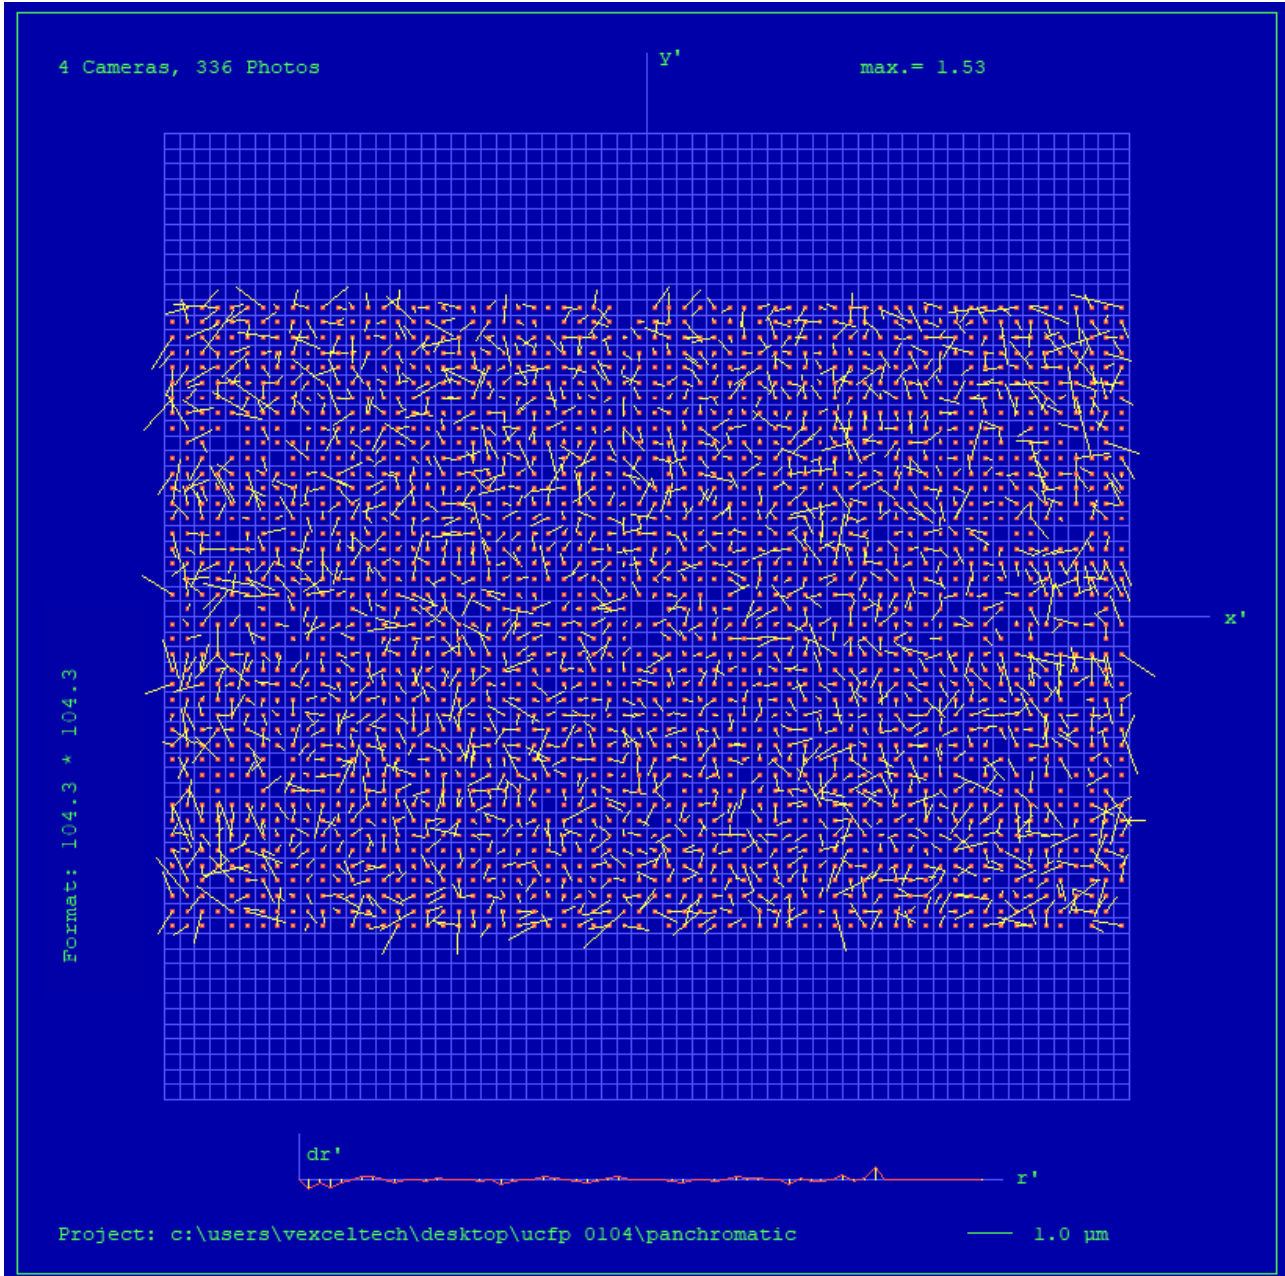 4 Cameras, 336 Photos
y'
max.= 1.53
x'
Format: 104.3 * 104.3
dr'
r'
Project: c:\users\vexceltech\desktop\ucfp 0104\panchromatic
1.0 µm